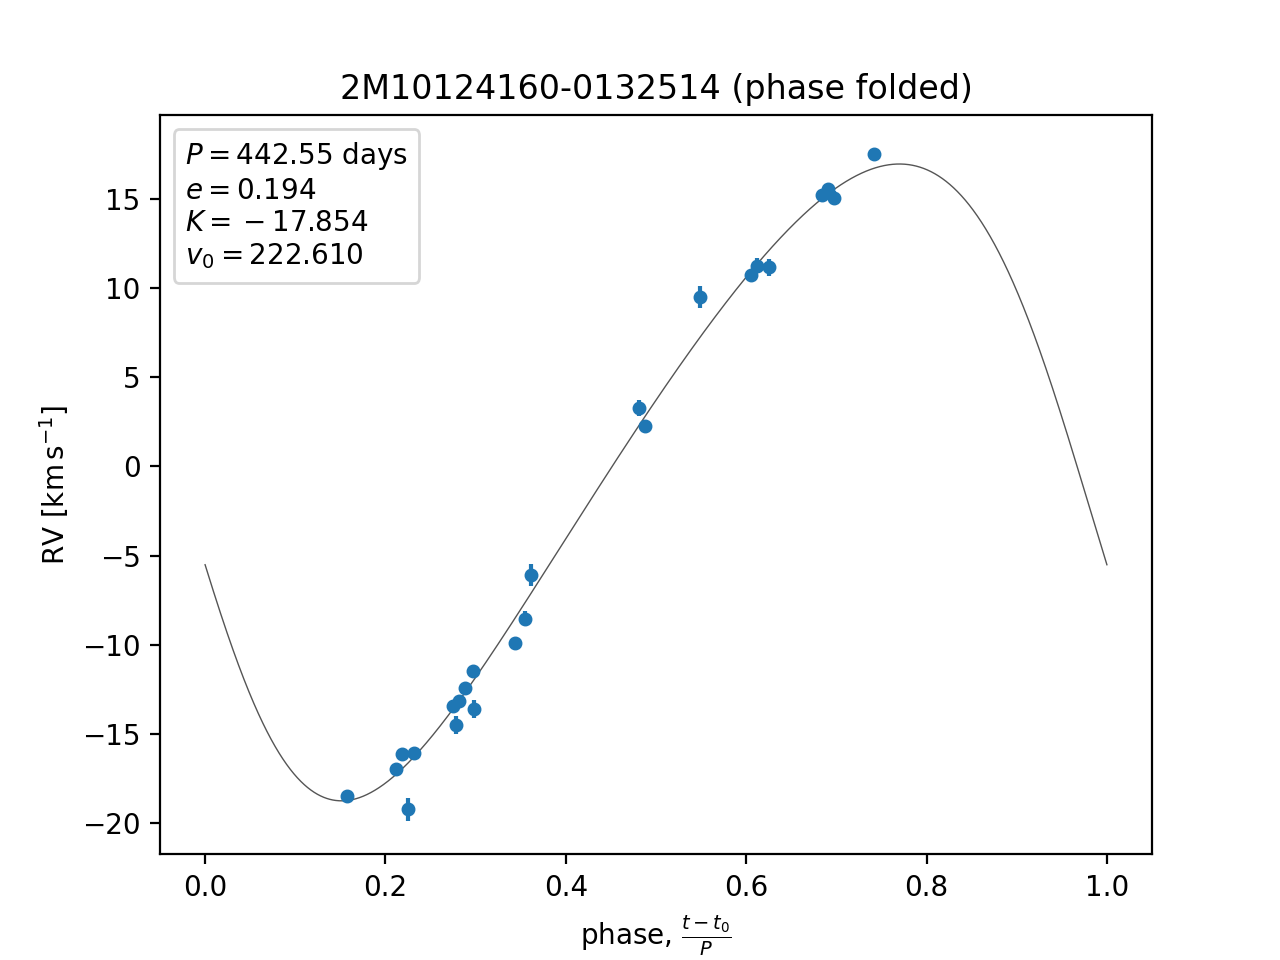 2M10124160-0132514 (phase folded)
P = 442.55 days
e = 0.194
K = −17.854
v₀ = 222.610
RV [km s⁻¹]
15
10
5
0
−5
−10
−15
−20
0.0 0.2 0.4 0.6 0.8 1.0
phase, (t − t₀)/P